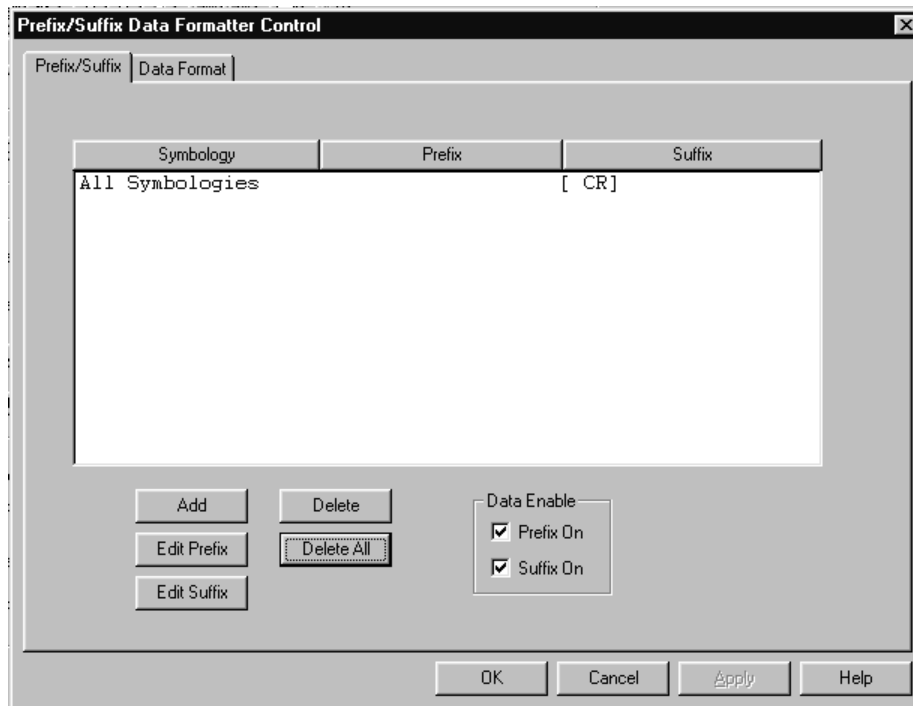 Prefix/Suffix Data Formatter Control
Prefix/Suffix Data Format
Symbology Prefix Suffix
All Symbologies [ CR]
Add Delete
Edit Prefix Delete All
Edit Suffix
Data Enable
Prefix On
Suffix On
OK Cancel Apply Help